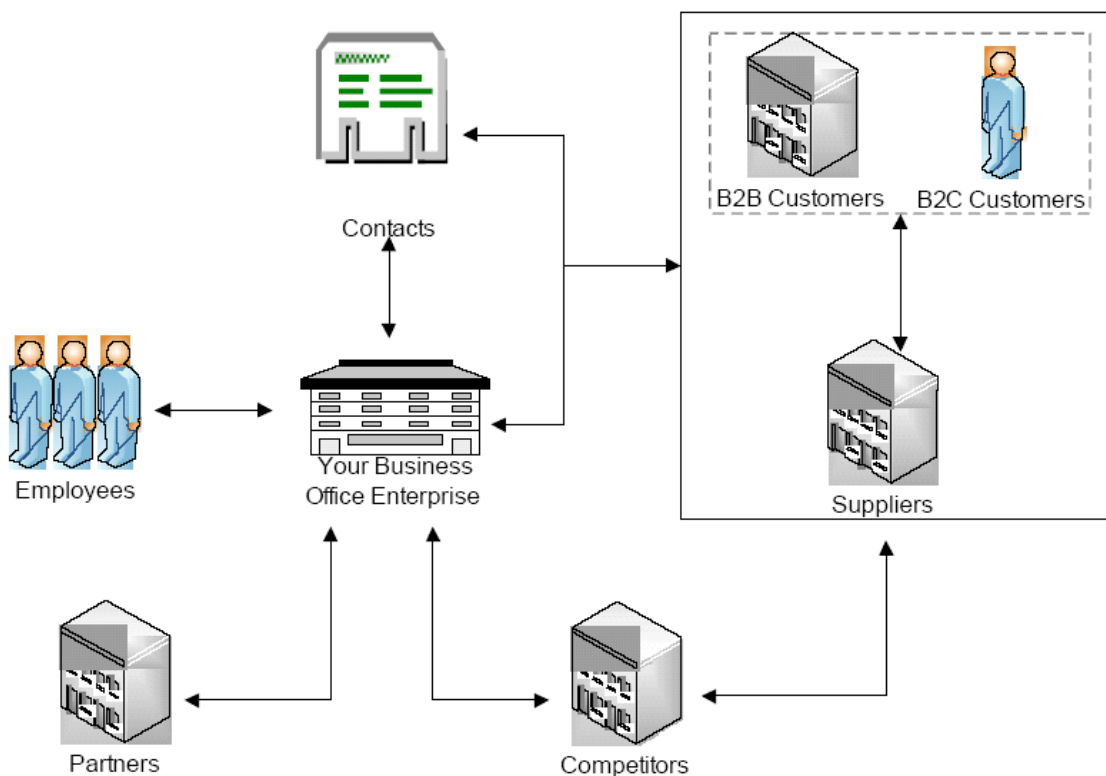 B2B Customers
B2C Customers
Contacts
Employees
Your Business
Office Enterprise
Suppliers
Partners
Competitors